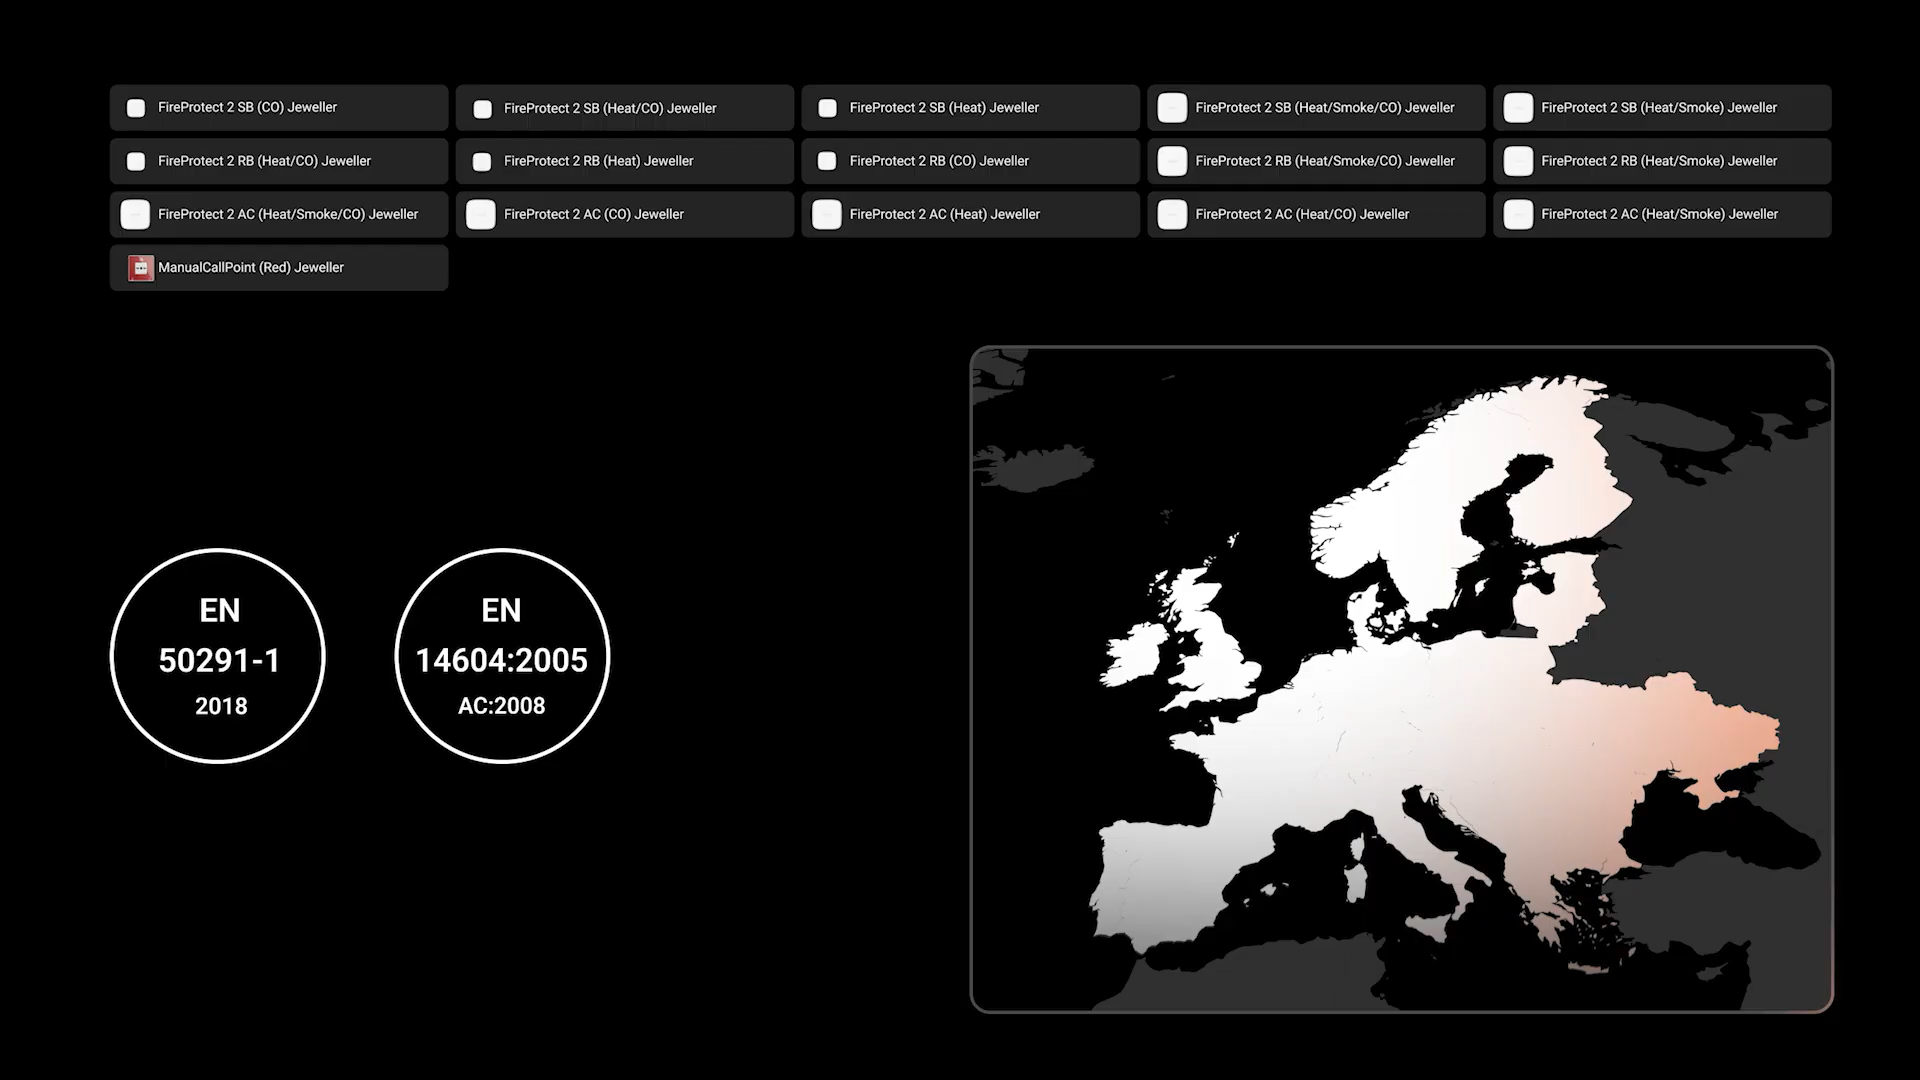 FireProtect 2 SB (CO) Jeweller
FireProtect 2 SB (Heat/CO) Jeweller
FireProtect 2 SB (Heat) Jeweller
FireProtect 2 SB (Heat/Smoke/CO) Jeweller
FireProtect 2 SB (Heat/Smoke) Jeweller
FireProtect 2 RB (Heat/CO) Jeweller
FireProtect 2 RB (Heat) Jeweller
FireProtect 2 RB (CO) Jeweller
FireProtect 2 RB (Heat/Smoke/CO) Jeweller
FireProtect 2 RB (Heat/Smoke) Jeweller
FireProtect 2 AC (Heat/Smoke/CO) Jeweller
FireProtect 2 AC (CO) Jeweller
FireProtect 2 AC (Heat) Jeweller
FireProtect 2 AC (Heat/CO) Jeweller
FireProtect 2 AC (Heat/Smoke) Jeweller
ManualCallPoint (Red) Jeweller
EN
50291-1
2018
EN
14604:2005
AC:2008